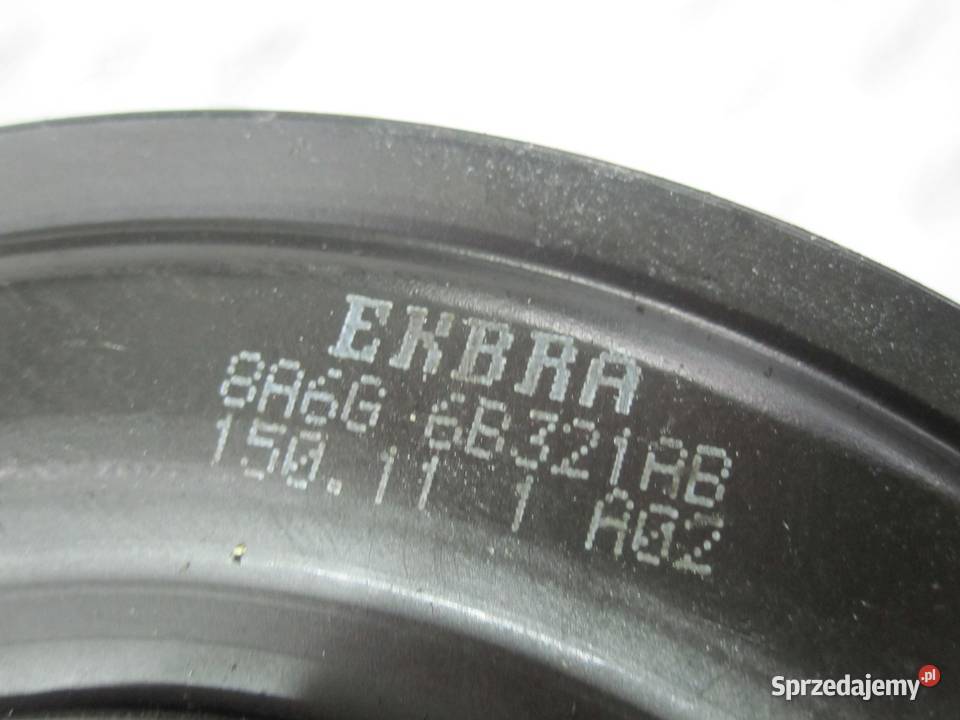 EKBRA
8A6G 6B321AB
150.11 1 A02
Sprzedajemy.pl